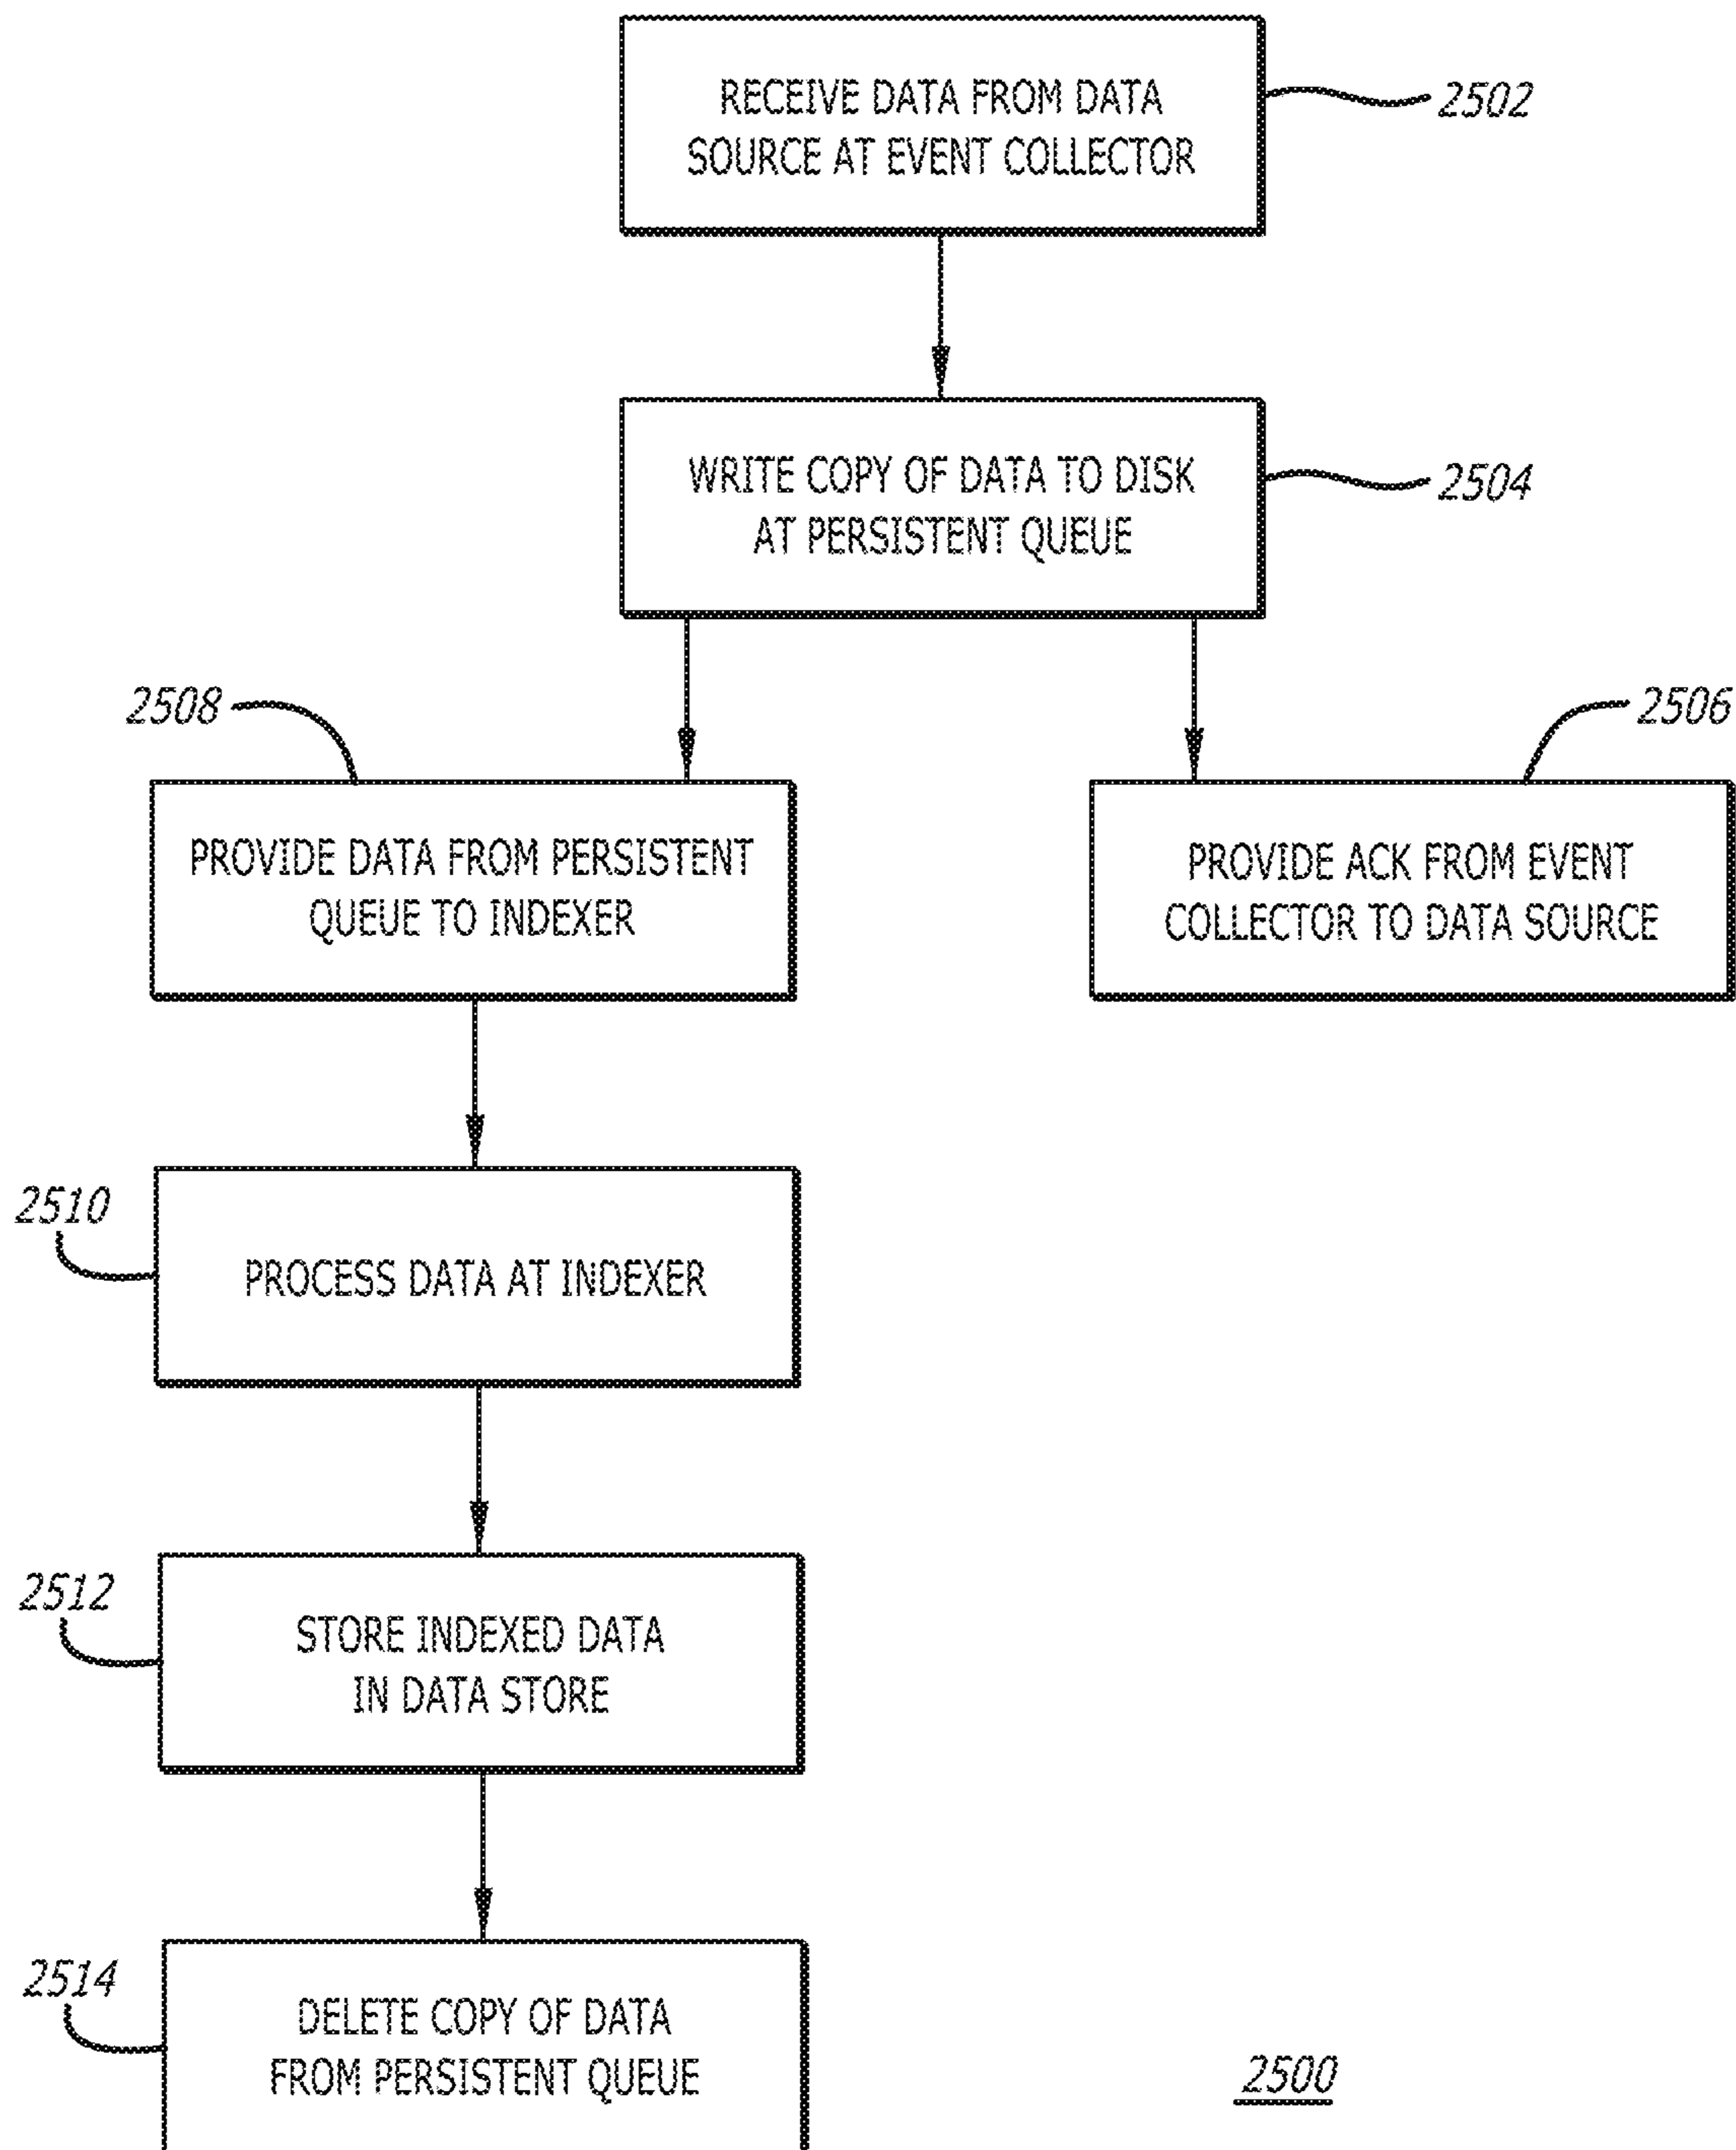 RECEIVE DATA FROM DATA
SOURCE AT EVENT COLLECTOR
2502
WRITE COPY OF DATA TO DISK
AT PERSISTENT QUEUE
2504
2508
2506
PROVIDE DATA FROM PERSISTENT
QUEUE TO INDEXER
PROVIDE ACK FROM EVENT
COLLECTOR TO DATA SOURCE
2510
PROCESS DATA AT INDEXER
2512
STORE INDEXED DATA
IN DATA STORE
2514
DELETE COPY OF DATA
FROM PERSISTENT QUEUE
2500